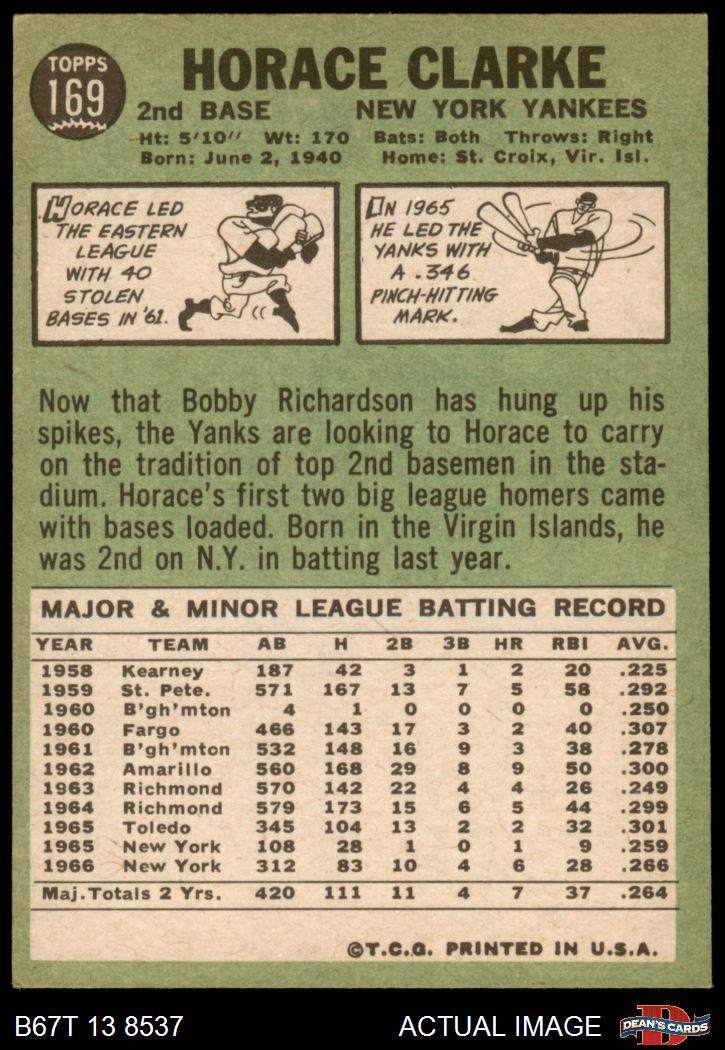 TOPPS
169
HORACE CLARKE
2nd BASE NEW YORK YANKEES
Ht: 5'10" Wt: 170 Bats: Both Throws: Right
Born: June 2, 1940 Home: St. Croix, Vir. Isl.
HORACE LED
THE EASTERN
LEAGUE
WITH 40
STOLEN
BASES IN '61.
IN 1965
HE LED THE
YANKS WITH
A .346
PINCH-HITTING
MARK.
Now that Bobby Richardson has hung up his
spikes, the Yanks are looking to Horace to carry
on the tradition of top 2nd basemen in the sta-
dium. Horace's first two big league homers came
with bases loaded. Born in the Virgin Islands, he
was 2nd on N.Y. in batting last year.
MAJOR & MINOR LEAGUE BATTING RECORD
YEAR TEAM AB H 2B 3B HR RBI AVG.
1958 Kearney 187 42 3 1 2 20 .225
1959 St. Pete. 571 167 13 7 5 58 .292
1960 B'gh'mton 4 1 0 0 0 0 .250
1960 Fargo 466 143 17 3 2 40 .307
1961 B'gh'mton 532 148 16 9 3 38 .278
1962 Amarillo 560 168 29 8 9 50 .300
1963 Richmond 570 142 22 4 4 26 .249
1964 Richmond 579 173 15 6 5 44 .299
1965 Toledo 345 104 13 2 2 32 .301
1965 New York 108 28 1 0 1 9 .259
1966 New York 312 83 10 4 6 28 .266
Maj. Totals 2 Yrs. 420 111 11 4 7 37 .264
©T.C.G. PRINTED IN U.S.A.
B67T 13 8537 ACTUAL IMAGE
D
DEAN'S CARDS